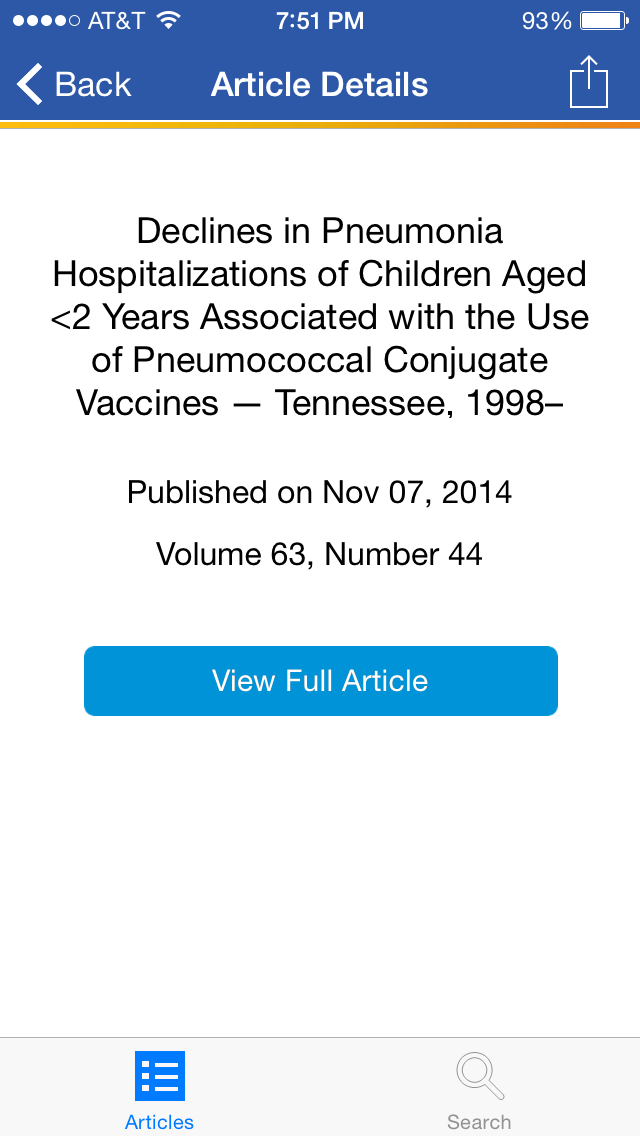 AT&T 7:51 PM 93%
Back Article Details
Declines in Pneumonia
Hospitalizations of Children Aged
<2 Years Associated with the Use
of Pneumococcal Conjugate
Vaccines — Tennessee, 1998–
Published on Nov 07, 2014
Volume 63, Number 44
View Full Article
Articles Search